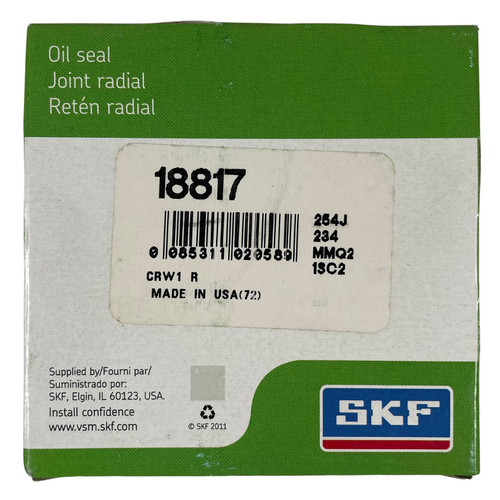 Oil seal
Joint radial
Retén radial
18817
0 085311 020589
254J
234
MMQ2
1SC2
CRW1 R
MADE IN USA(72)
Supplied by/Fourni par/
Suministrado por:
SKF, Elgin, IL 60123, USA.
Install confidence
www.vsm.skf.com
© SKF 2011
SKF